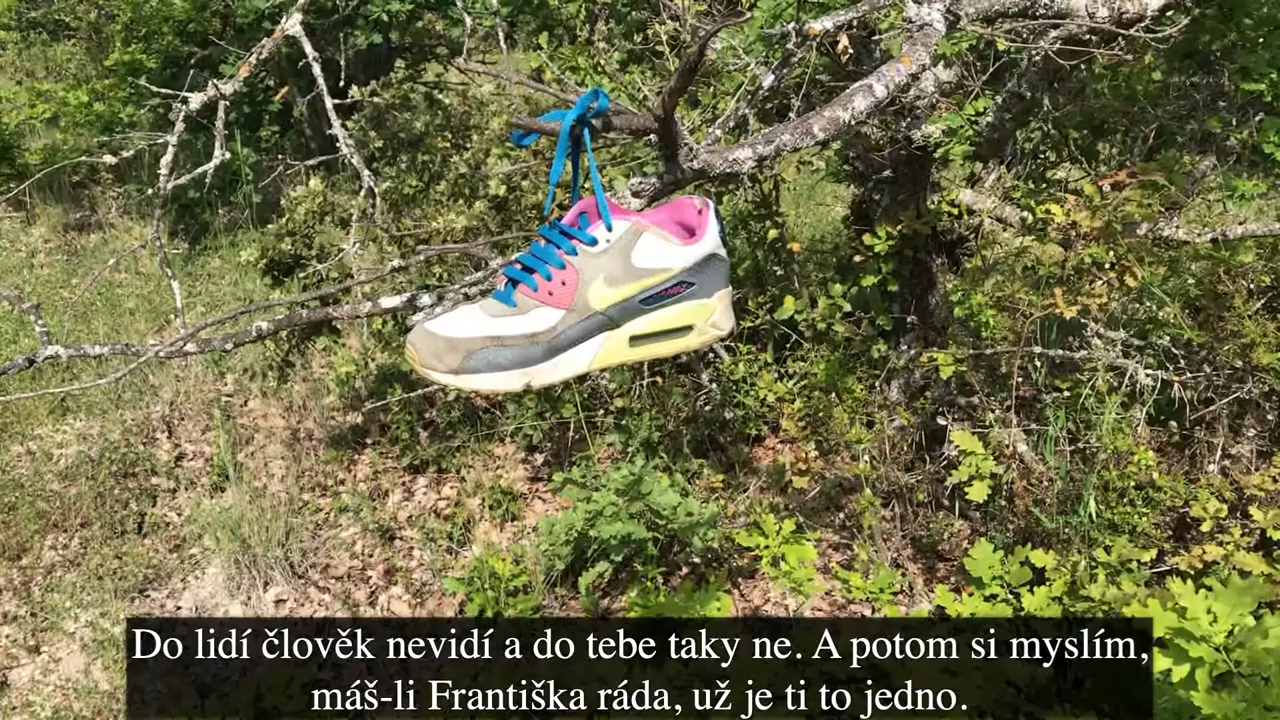 Do lidí člověk nevidí a do tebe taky ne. A potom si myslím,
máš-li Františka ráda, už je ti to jedno.